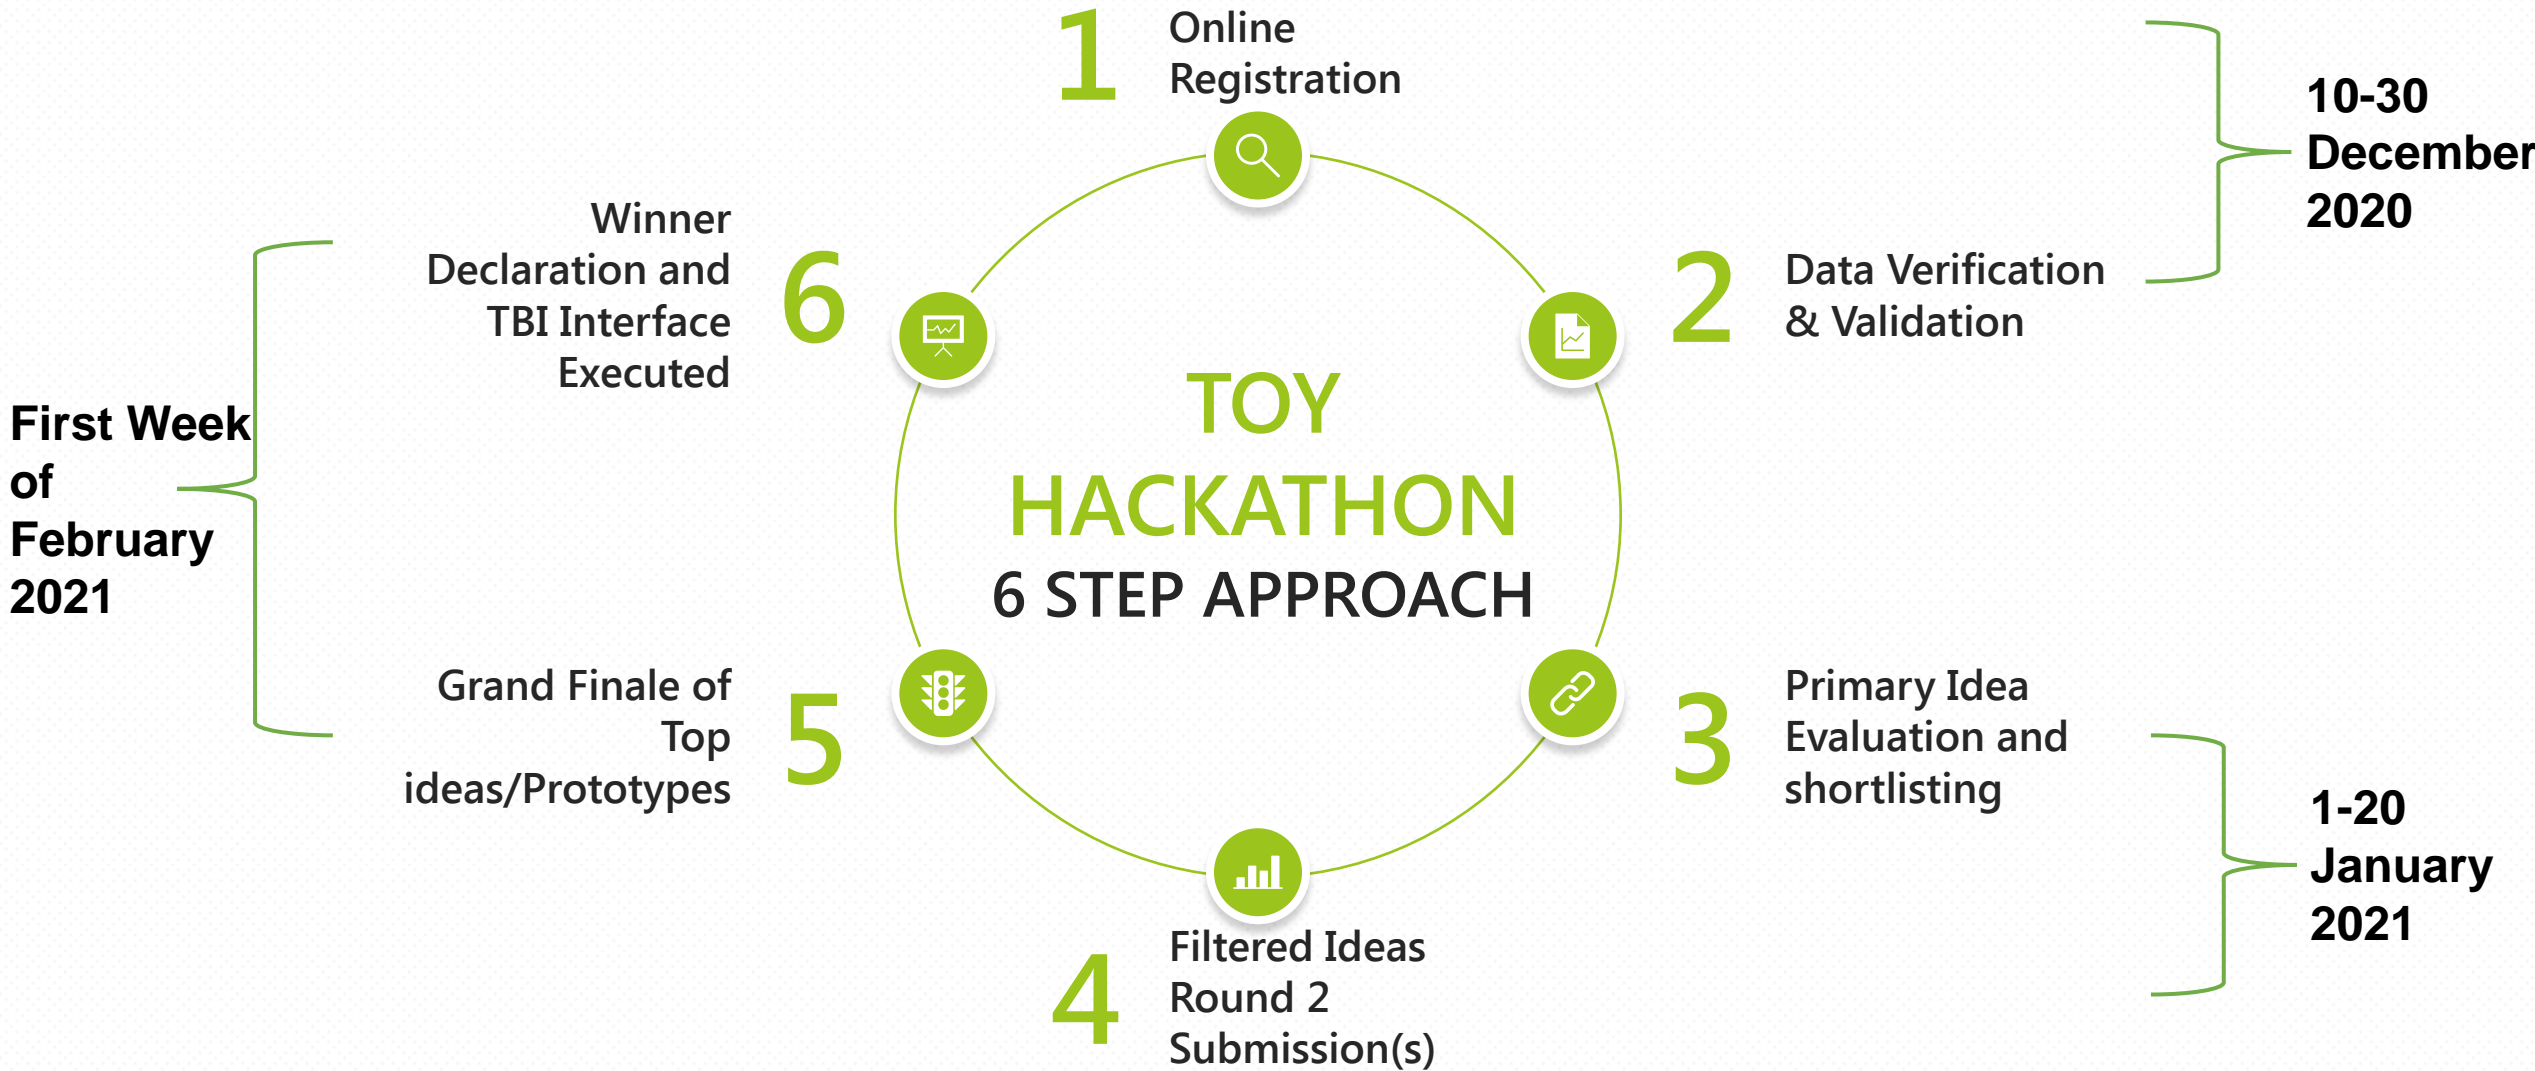 1
Online
Registration
10-30
December
2020
2
Data Verification
& Validation
3
Primary Idea
Evaluation and
shortlisting
1-20
January
2021
4
Filtered Ideas
Round 2
Submission(s)
5
Grand Finale of
Top
ideas/Prototypes
6
Winner
Declaration and
TBI Interface
Executed
First Week
of
February
2021
TOY
HACKATHON
6 STEP APPROACH